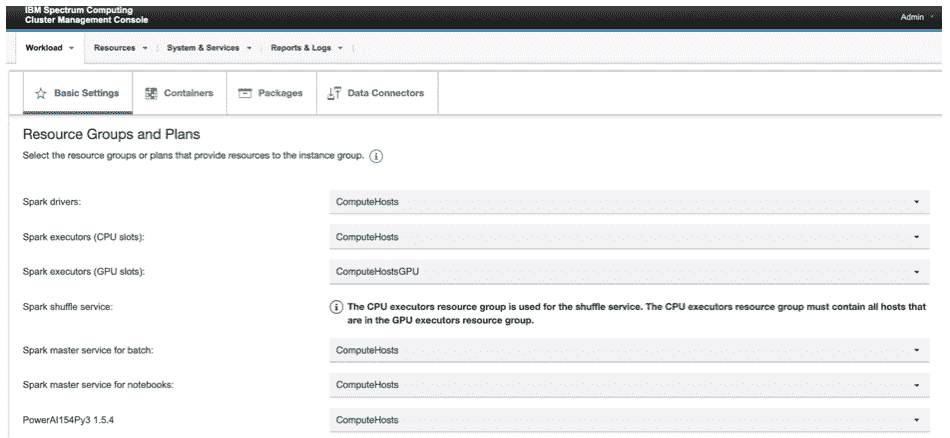 IBM Spectrum Computing
Cluster Management Console
Admin
Workload Resources System & Services Reports & Logs
Basic Settings Containers Packages Data Connectors
Resource Groups and Plans
Select the resource groups or plans that provide resources to the instance group.
Spark drivers: ComputeHosts
Spark executors (CPU slots): ComputeHosts
Spark executors (GPU slots): ComputeHostsGPU
Spark shuffle service: The CPU executors resource group is used for the shuffle service. The CPU executors resource group must contain all hosts that
are in the GPU executors resource group.
Spark master service for batch: ComputeHosts
Spark master service for notebooks: ComputeHosts
PowerAI154Py3 1.5.4 ComputeHosts